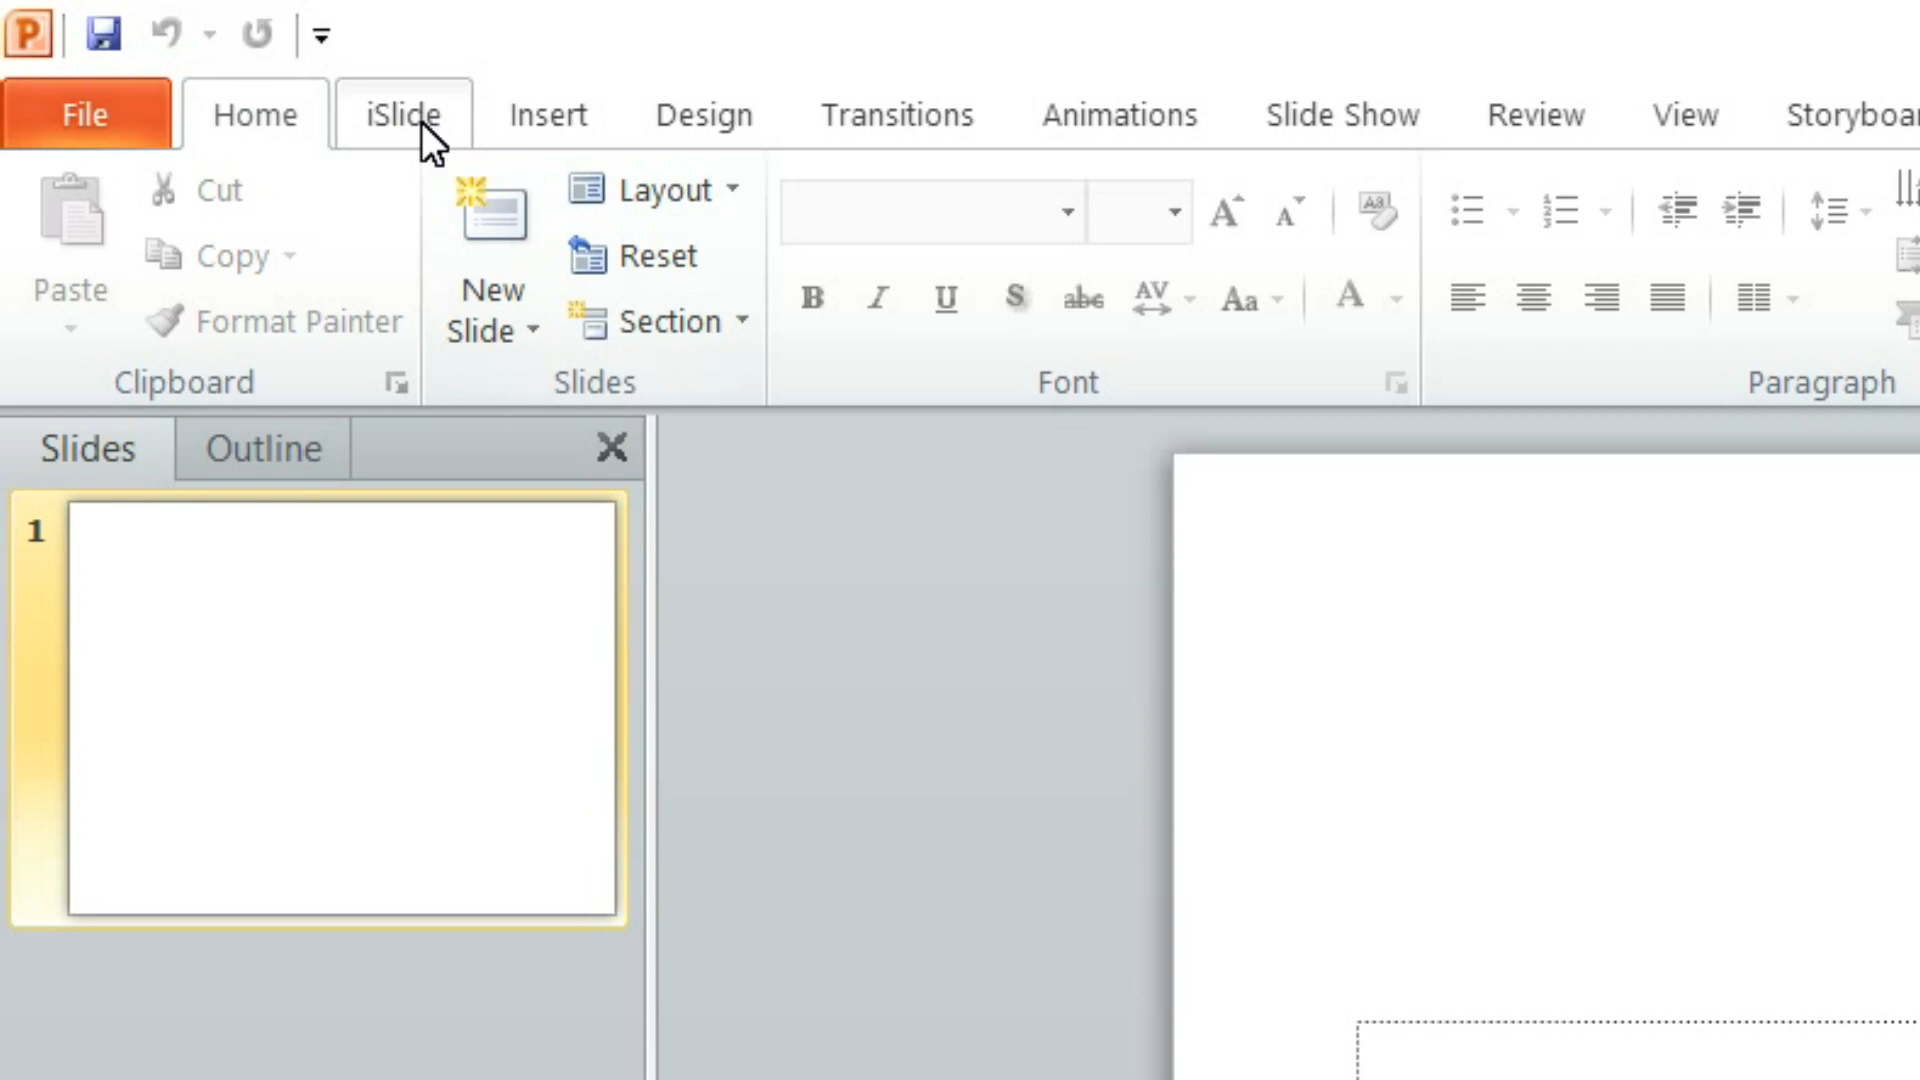 File Home iSlide Insert Design Transitions Animations Slide Show Review View
Paste
Cut
Copy
Format Painter
Clipboard
New
Slide
Layout
Reset
Section
Slides
B I U S abc AV Aa A
Font
Paragraph
Slides Outline
1